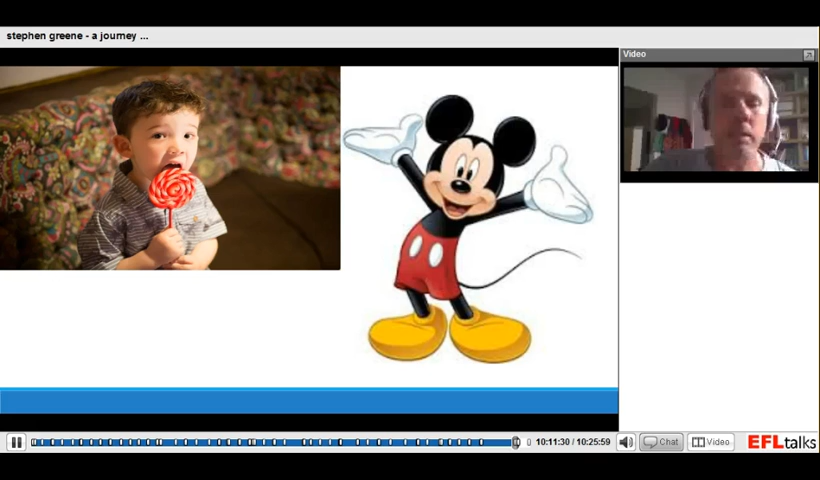 stephen greene - a journey ...
Video
10:11:30 / 10:25:59
Chat
Video
EFLtalks